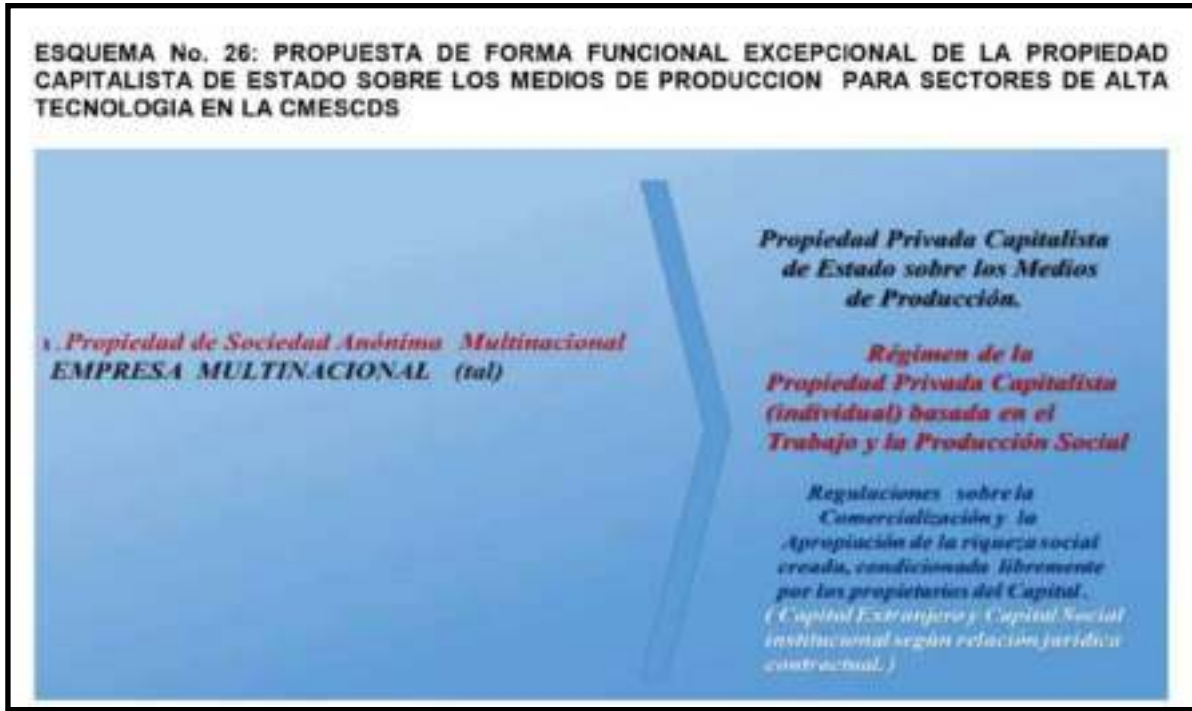 ESQUEMA No. 26: PROPUESTA DE FORMA FUNCIONAL EXCEPCIONAL DE LA PROPIEDAD
CAPITALISTA DE ESTADO SOBRE LOS MEDIOS DE PRODUCCION PARA SECTORES DE ALTA
TECNOLOGIA EN LA CMESCDS
1. Propiedad de Sociedad Anónima Multinacional
EMPRESA MULTINACIONAL (tal)
Propiedad Privada Capitalista
de Estado sobre los Medios
de Producción.
Régimen de la
Propiedad Privada Capitalista
(individual) basada en el
Trabajo y la Producción Social
Regulaciones sobre la
Comercialización y la
Apropiación de la riqueza social
creada, condicionada libremente
por los propietarios del Capital.
( Capital Extranjero y Capital Social
institucional según relación jurídica
contractual. )